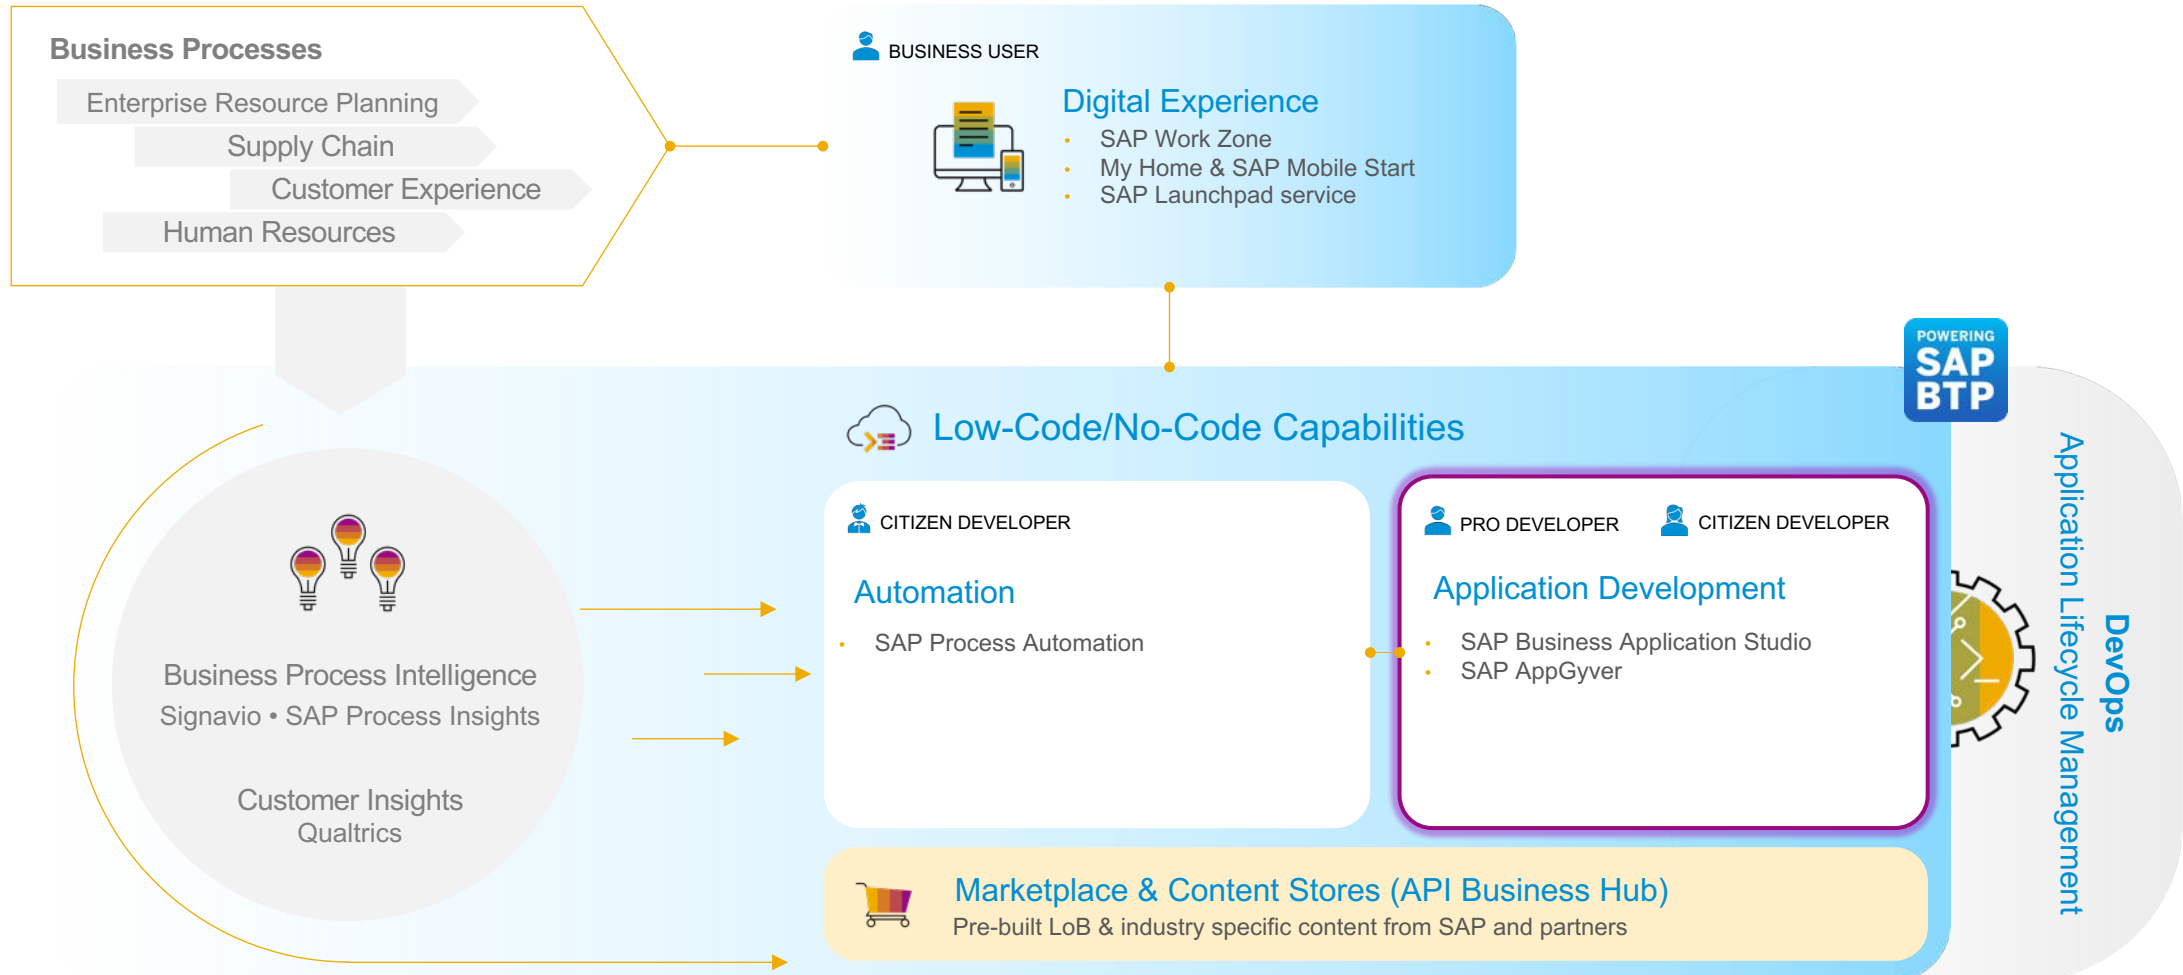 Business Processes
Enterprise Resource Planning
Supply Chain
Customer Experience
Human Resources
BUSINESS USER
Digital Experience
• SAP Work Zone
• My Home & SAP Mobile Start
• SAP Launchpad service
POWERING
SAP
BTP
Low-Code/No-Code Capabilities
CITIZEN DEVELOPER
Automation
• SAP Process Automation
PRO DEVELOPER
CITIZEN DEVELOPER
Application Development
• SAP Business Application Studio
• SAP AppGyver
Business Process Intelligence
Signavio • SAP Process Insights
Customer Insights
Qualtrics
Marketplace & Content Stores (API Business Hub)
Pre-built LoB & industry specific content from SAP and partners
DevOps
Application Lifecycle Management